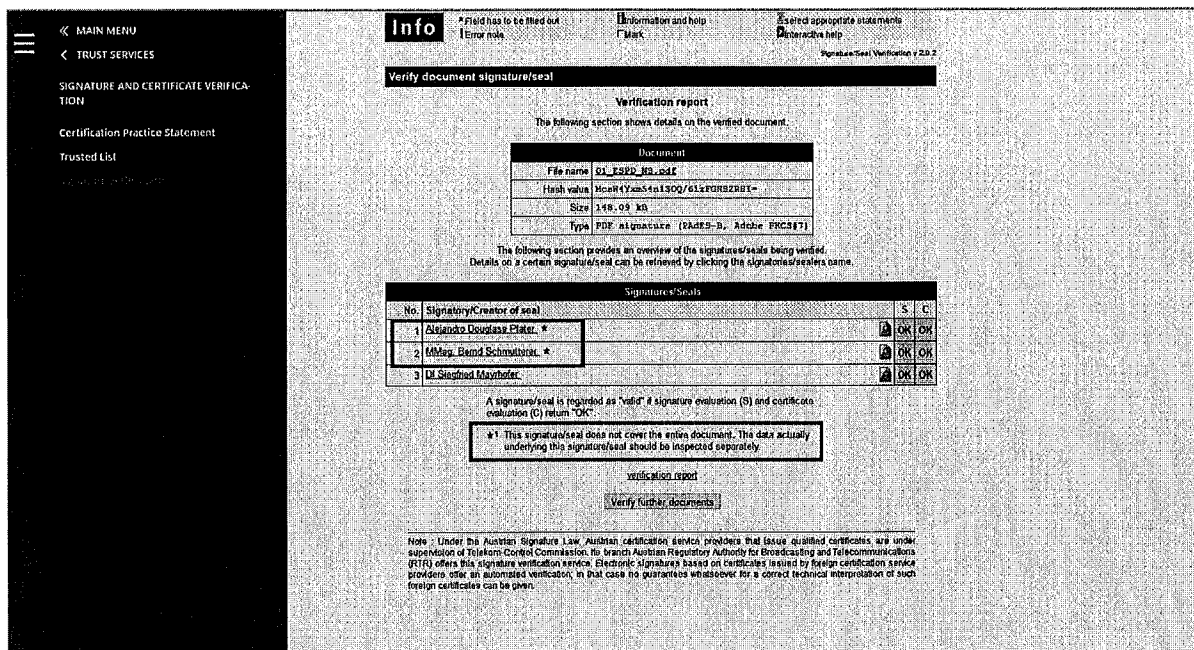 MAIN MENU
TRUST SERVICES
SIGNATURE AND CERTIFICATE VERIFICA-
TION
Certification Practice Statement
Trusted List
Info
*Field has to be filled out
Error note
Information and help
Mark
select appropriate statements
Interactive help
Signature/Seal Verification v 2.0.2
Verify document signature/seal
Verification report
The following section shows details on the verified document.
Document
File name 01_ESPD_NB.pdf
Hash value
Size 148.09 kB
Type PDF signature (PAdES-B, Adobe PKCS#7)
The following section provides an overview of the signatures/seals being verified.
Details on a certain signature/seal can be retrieved by clicking the signatories/sealers name.
Signatures/Seals
No. Signatory/Creator of seal S C
1 Alejandro Douglass Plater * OK OK
2 MMag. Bernd Schmutterer * OK OK
3 DI Siegfried Mayrhofer OK OK
A signature/seal is regarded as "valid" if signature evaluation (S) and certificate
evaluation (C) return "OK".
*1 This signature/seal does not cover the entire document. The data actually
underlying this signature/seal should be inspected separately.
verification report
Verify further documents
Note : Under the Austrian Signature Law, Austrian certification service providers that issue qualified certificates are under
supervision of Telekom-Control Commission. Its branch Austrian Regulatory Authority for Broadcasting and Telecommunications
(RTR) offers this signature verification service. Electronic signatures based on certificates issued by foreign certification service
providers offer an automated verification; in that case no guarantees whatsoever for a correct technical interpretation of such
foreign certificates can be given.